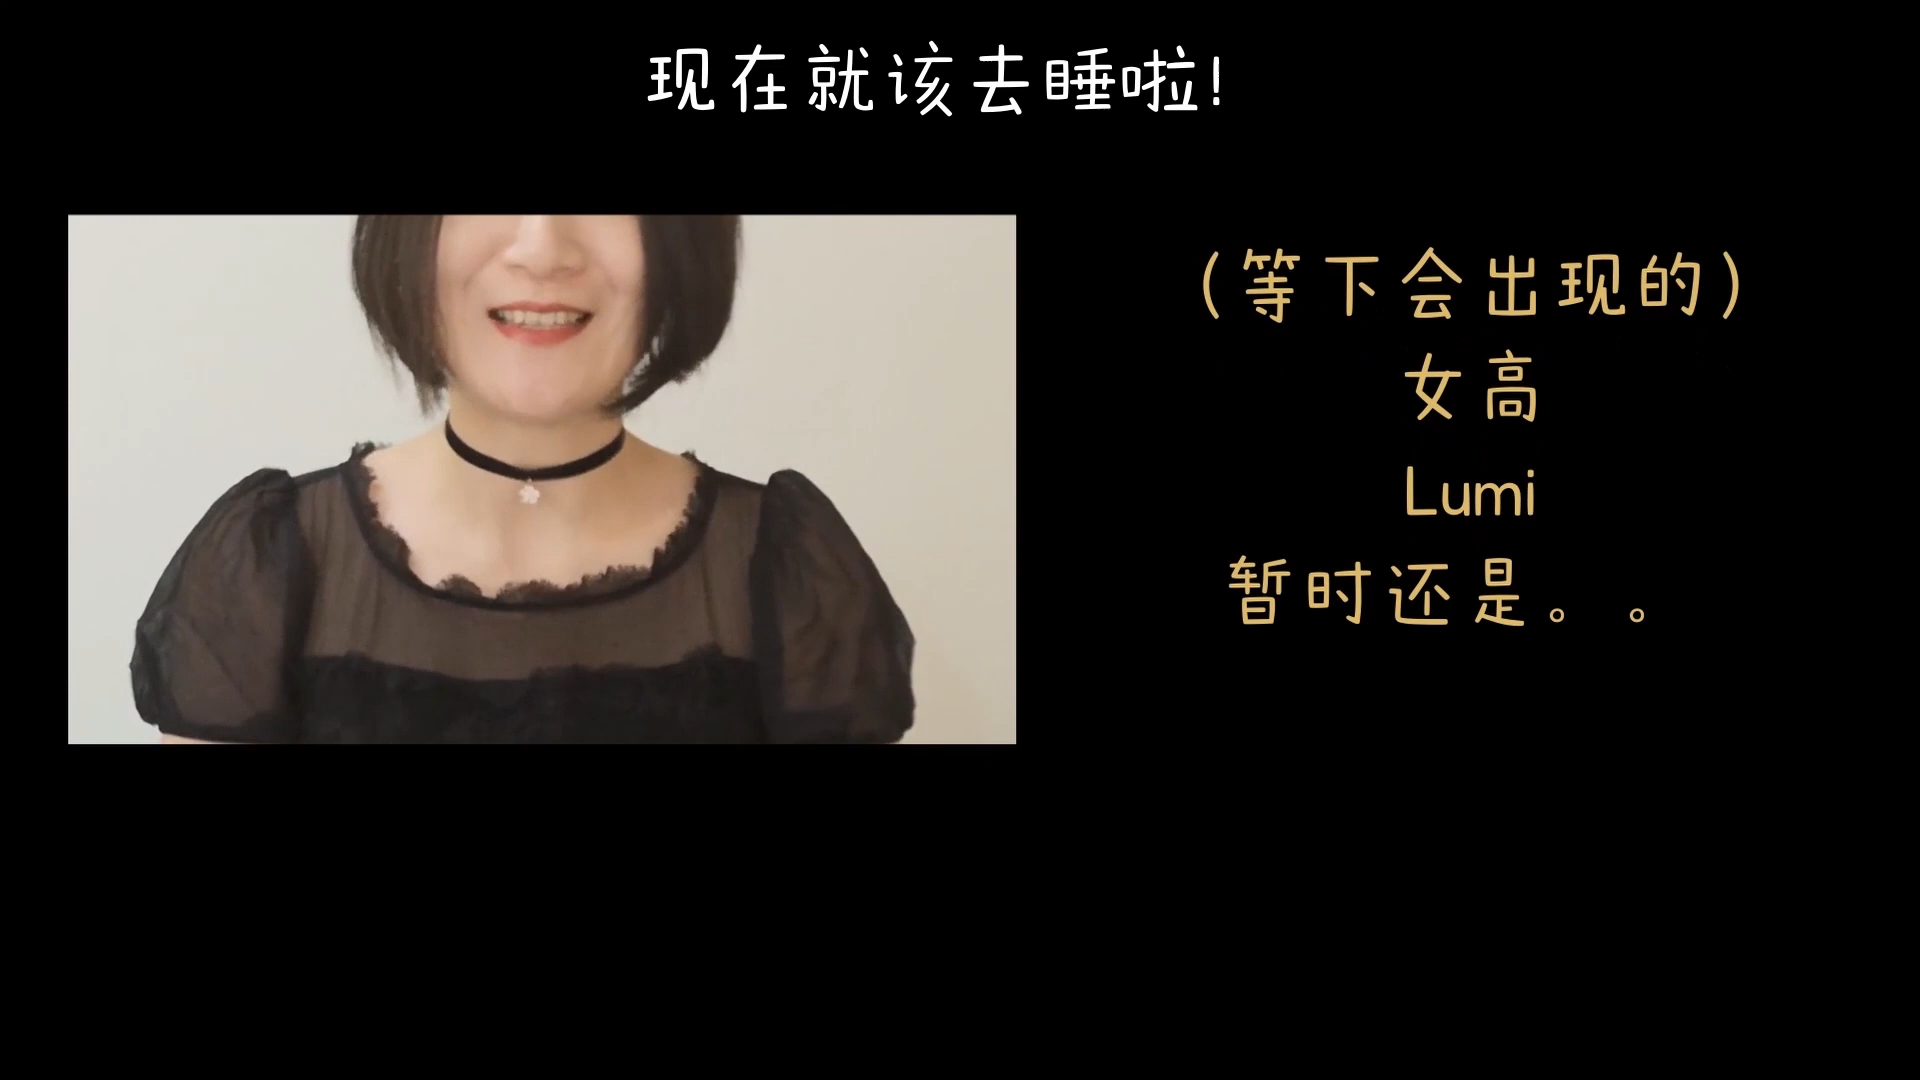 现在就该去睡啦!
(等下会出现的)
女高
Lumi
暂时还是。。